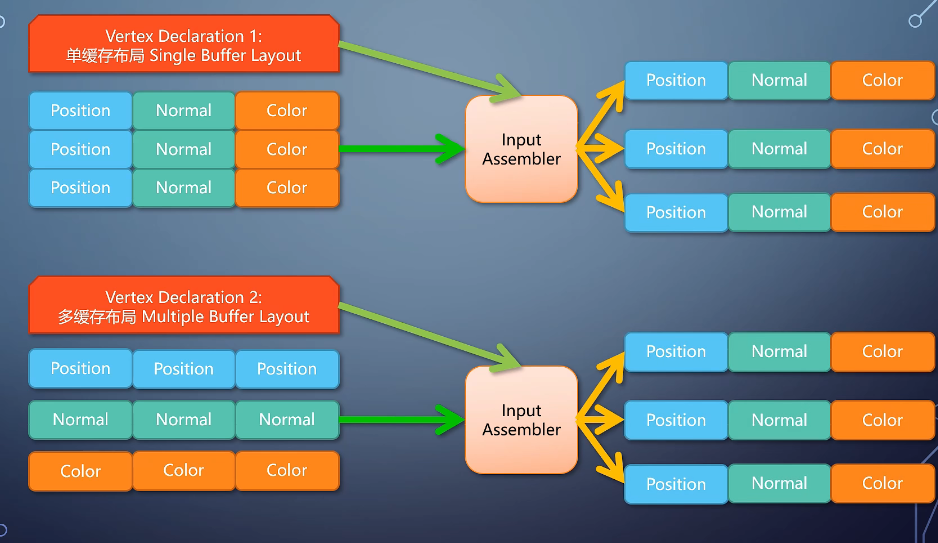 Vertex Declaration 1:
单缓存布局 Single Buffer Layout
Position Normal Color
Position Normal Color
Position Normal Color
Input
Assembler
Position Normal Color
Position Normal Color
Position Normal Color
Vertex Declaration 2:
多缓存布局 Multiple Buffer Layout
Position Position Position
Normal Normal Normal
Color Color Color
Input
Assembler
Position Normal Color
Position Normal Color
Position Normal Color